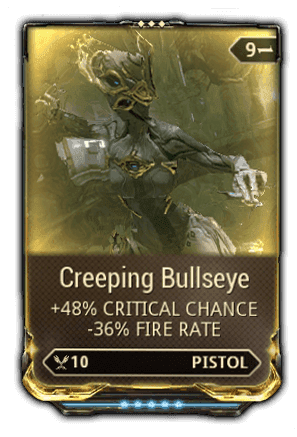 9
Creeping Bullseye
+48% CRITICAL CHANCE
-36% FIRE RATE
10 PISTOL